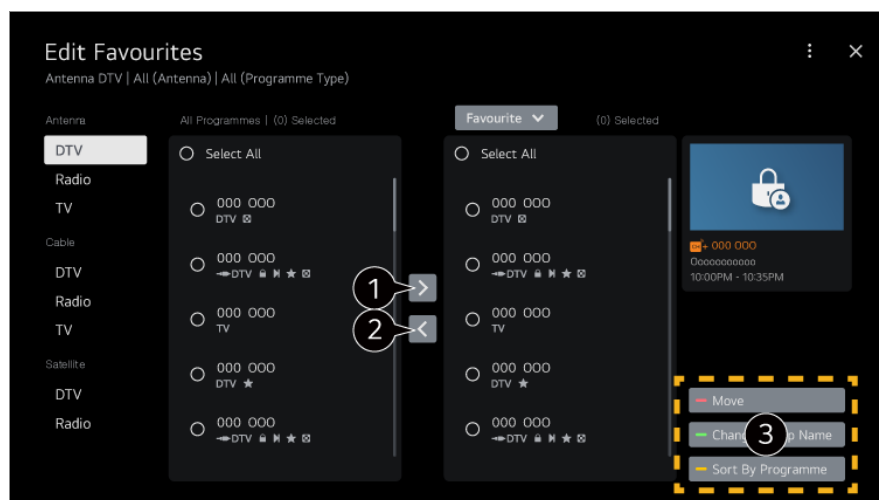 Edit Favourites
Antenna DTV | All (Antenna) | All (Programme Type)
Antenna
DTV
Radio
TV
Cable
DTV
Radio
TV
Satellite
DTV
Radio
All Programmes | (0) Selected
Select All
000 000
DTV
000 000
DTV
000 000
TV
000 000
DTV
000 000
DTV
1
2
Favourite
(0) Selected
Select All
000 000
DTV
000 000
DTV
000 000
TV
000 000
DTV
000 000
DTV
000 000
Oooooooooo
10:00PM - 10:35PM
Move
3
Name
Sort By Programme